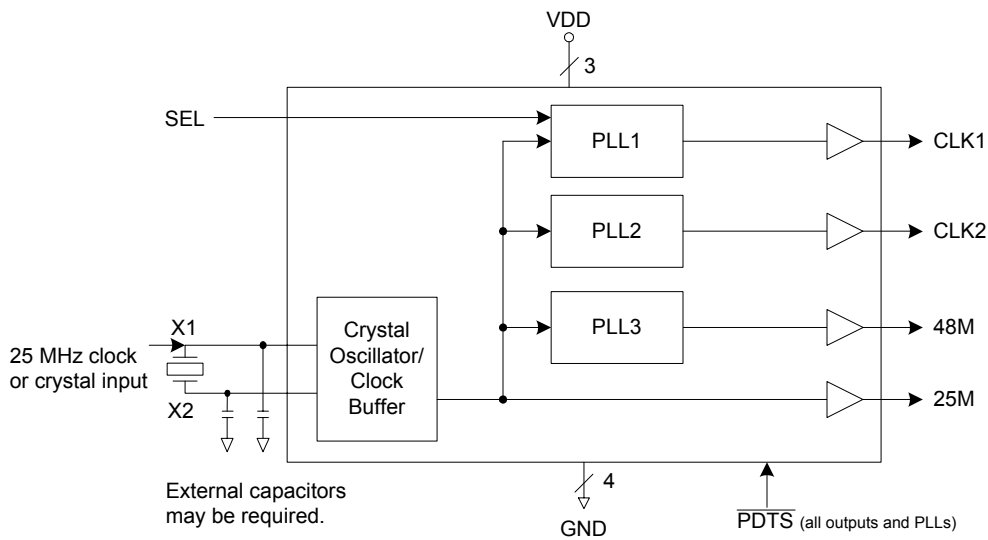 VDD
3
SEL
PLL1
CLK1
PLL2
CLK2
PLL3
48M
X1
25 MHz clock
or crystal input
X2
Crystal
Oscillator/
Clock
Buffer
25M
External capacitors
may be required.
4
GND
PDTS (all outputs and PLLs)